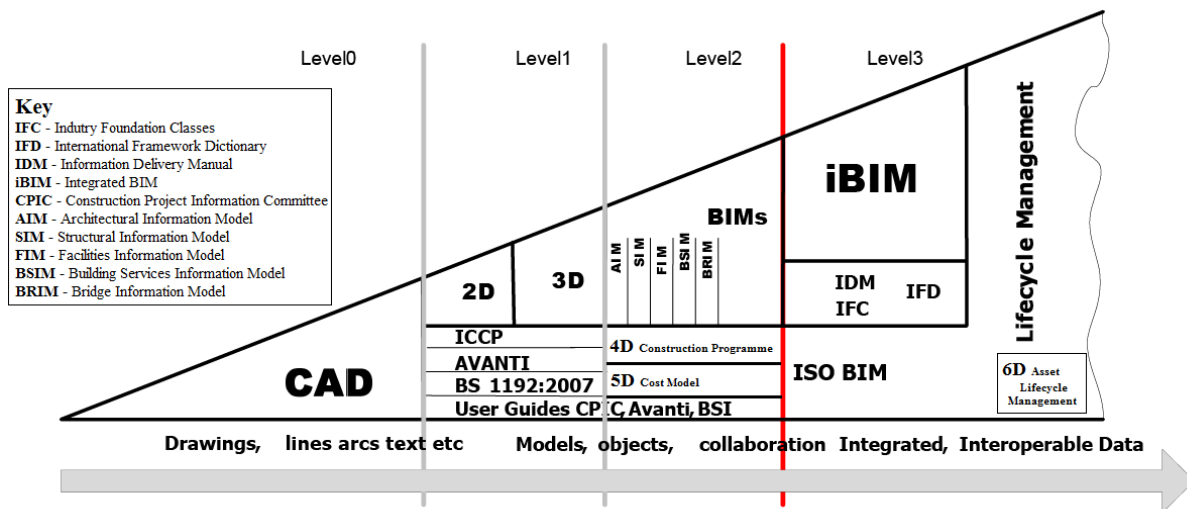 Level0
Level1
Level2
Level3
Key
IFC - Indutry Foundation Classes
IFD - International Framework Dictionary
IDM - Information Delivery Manual
iBIM - Integrated BIM
CPIC - Construction Project Information Committee
AIM - Architectural Information Model
SIM - Structural Information Model
FIM - Facilities Information Model
BSIM - Building Services Information Model
BRIM - Bridge Information Model
CAD
2D
3D
BIMs
AIM
SIM
FIM
BSIM
BRIM
iBIM
IDM
IFC
IFD
Lifecycle Management
ICCP
AVANTI
BS 1192:2007
User Guides CPIC, Avanti, BSI
4D Construction Programme
5D Cost Model
ISO BIM
6D Asset
Lifecycle
Management
Drawings, lines arcs text etc
Models, objects, collaboration
Integrated, Interoperable Data